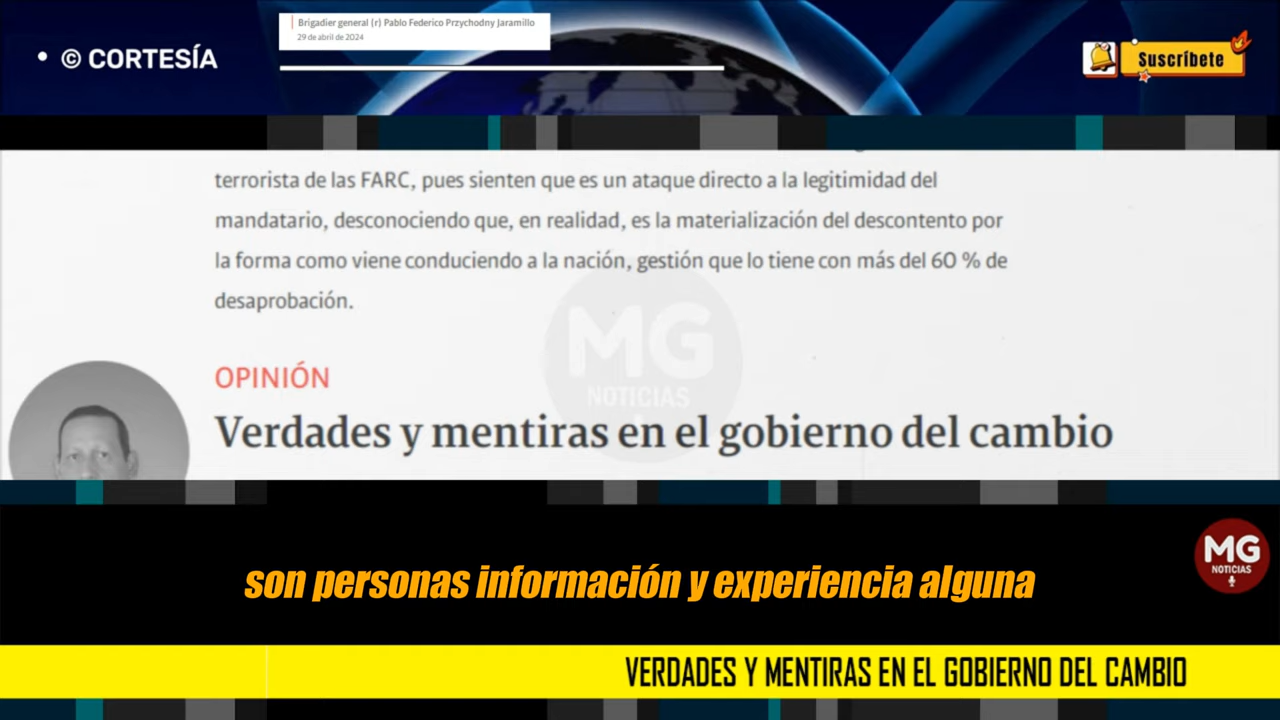 Brigadier general (r) Pablo Federico Przychodny Jaramillo
29 de abril de 2024
• © CORTESÍA
Suscríbete
terrorista de las FARC, pues sienten que es un ataque directo a la legitimidad del
mandatario, desconociendo que, en realidad, es la materialización del descontento por
la forma como viene conduciendo a la nación, gestión que lo tiene con más del 60 % de
desaprobación.
MG
NOTICIAS
OPINIÓN
Verdades y mentiras en el gobierno del cambio
MG
NOTICIAS
son personas información y experiencia alguna
VERDADES Y MENTIRAS EN EL GOBIERNO DEL CAMBIO